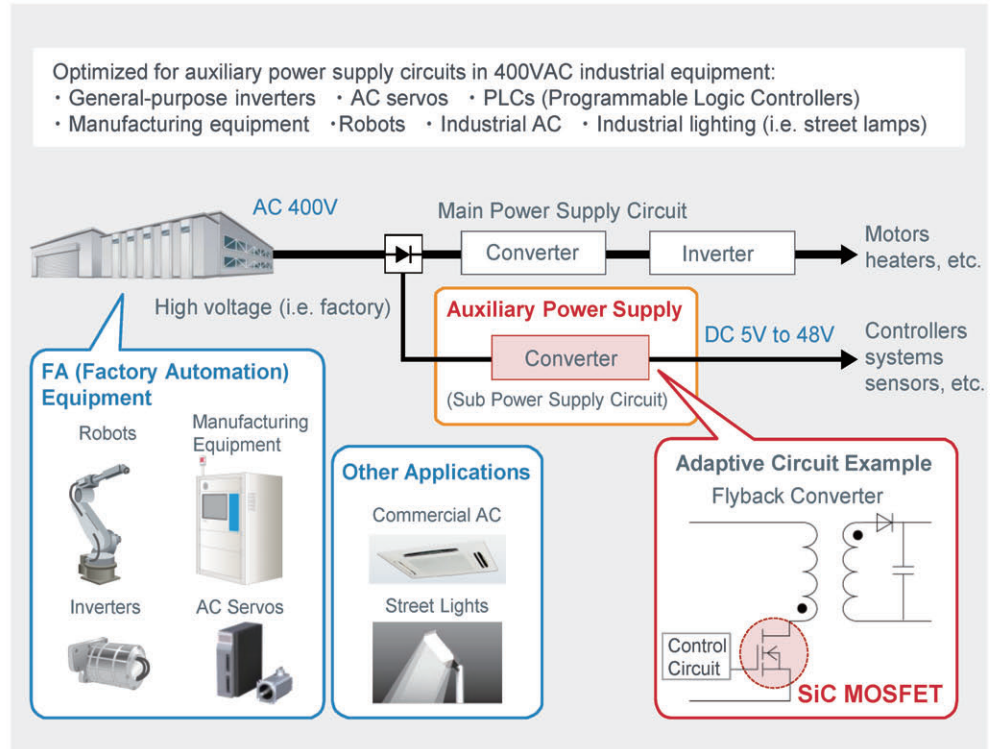 Optimized for auxiliary power supply circuits in 400VAC industrial equipment:
・General-purpose inverters ・AC servos ・PLCs (Programmable Logic Controllers)
・Manufacturing equipment ・Robots ・Industrial AC ・Industrial lighting (i.e. street lamps)
AC 400V
Main Power Supply Circuit
Converter
Inverter
Motors
heaters, etc.
High voltage (i.e. factory)
Auxiliary Power Supply
Converter
(Sub Power Supply Circuit)
DC 5V to 48V
Controllers
systems
sensors, etc.
FA (Factory Automation)
Equipment
Robots
Manufacturing
Equipment
Inverters
AC Servos
Other Applications
Commercial AC
Street Lights
Adaptive Circuit Example
Flyback Converter
Control
Circuit
SiC MOSFET